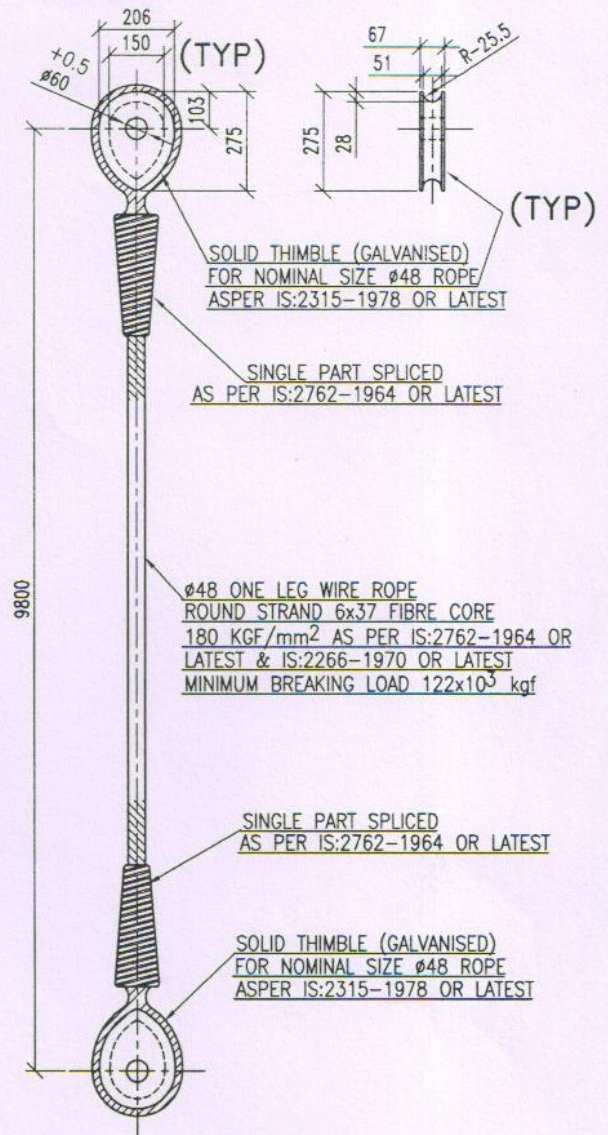 206
150
(TYP)
+0.5
ø60
103
275
67
51
R-25.5
275
28
(TYP)
SOLID THIMBLE (GALVANISED)
FOR NOMINAL SIZE ø48 ROPE
ASPER IS:2315-1978 OR LATEST
SINGLE PART SPLICED
AS PER IS:2762-1964 OR LATEST
9800
ø48 ONE LEG WIRE ROPE
ROUND STRAND 6x37 FIBRE CORE
180 KGF/mm² AS PER IS:2762-1964 OR
LATEST & IS:2266-1970 OR LATEST
MINIMUM BREAKING LOAD 122x10³ kgf
SINGLE PART SPLICED
AS PER IS:2762-1964 OR LATEST
SOLID THIMBLE (GALVANISED)
FOR NOMINAL SIZE ø48 ROPE
ASPER IS:2315-1978 OR LATEST